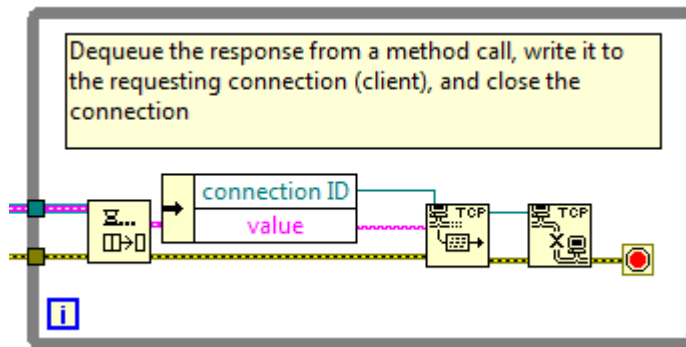 Dequeue the response from a method call, write it to
the requesting connection (client), and close the
connection
connection ID
value
TCP
TCP
i